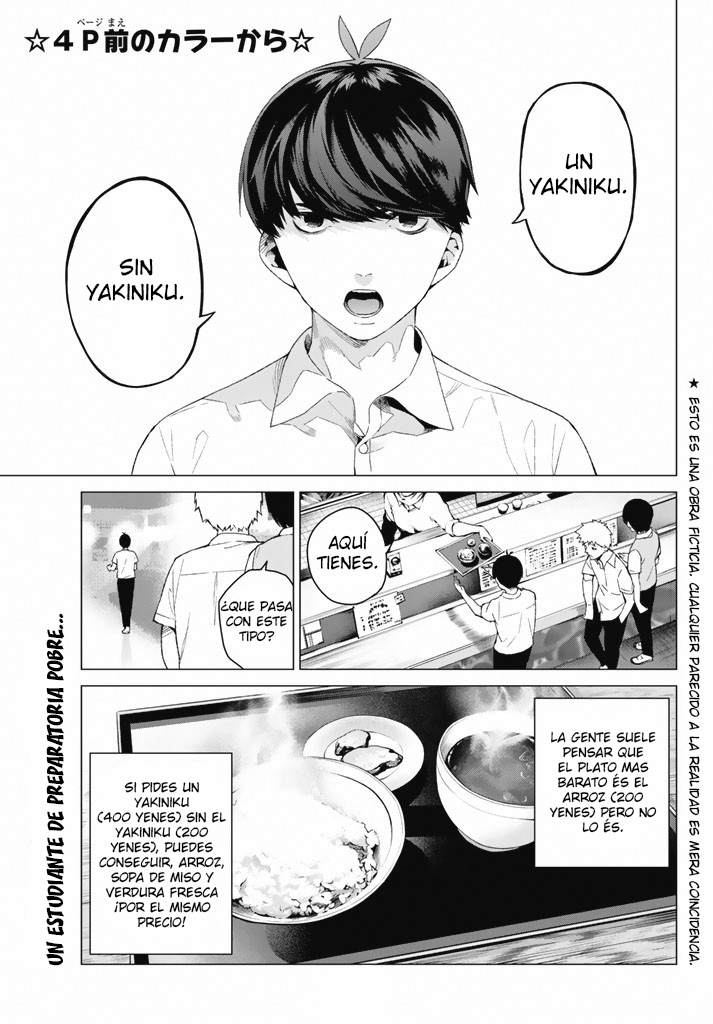 ページ まえ
☆４Ｐ前のカラーから☆
UN
YAKINIKU.
SIN
YAKINIKU.
★ ESTO ES UNA OBRA FICTICIA. CUALQUIER PARECIDO A LA REALIDAD ES MERA COINCIDENCIA.
AQUÍ
TIENES.
¿QUE PASA
CON ESTE
TIPO?
LA GENTE SUELE
PENSAR QUE
EL PLATO MAS
BARATO ÉS EL
ARROZ (200
YENES) PERO NO
LO ÉS.
SI PIDES UN
YAKINIKU
(400 YENES) SIN EL
YAKINIKU (200
YENES), PUEDES
CONSEGUIR, ARROZ,
SOPA DE MISO Y
VERDURA FRESCA
¡POR EL MISMO
PRECIO!
UN ESTUDIANTE DE PREPARATORIA POBRE...